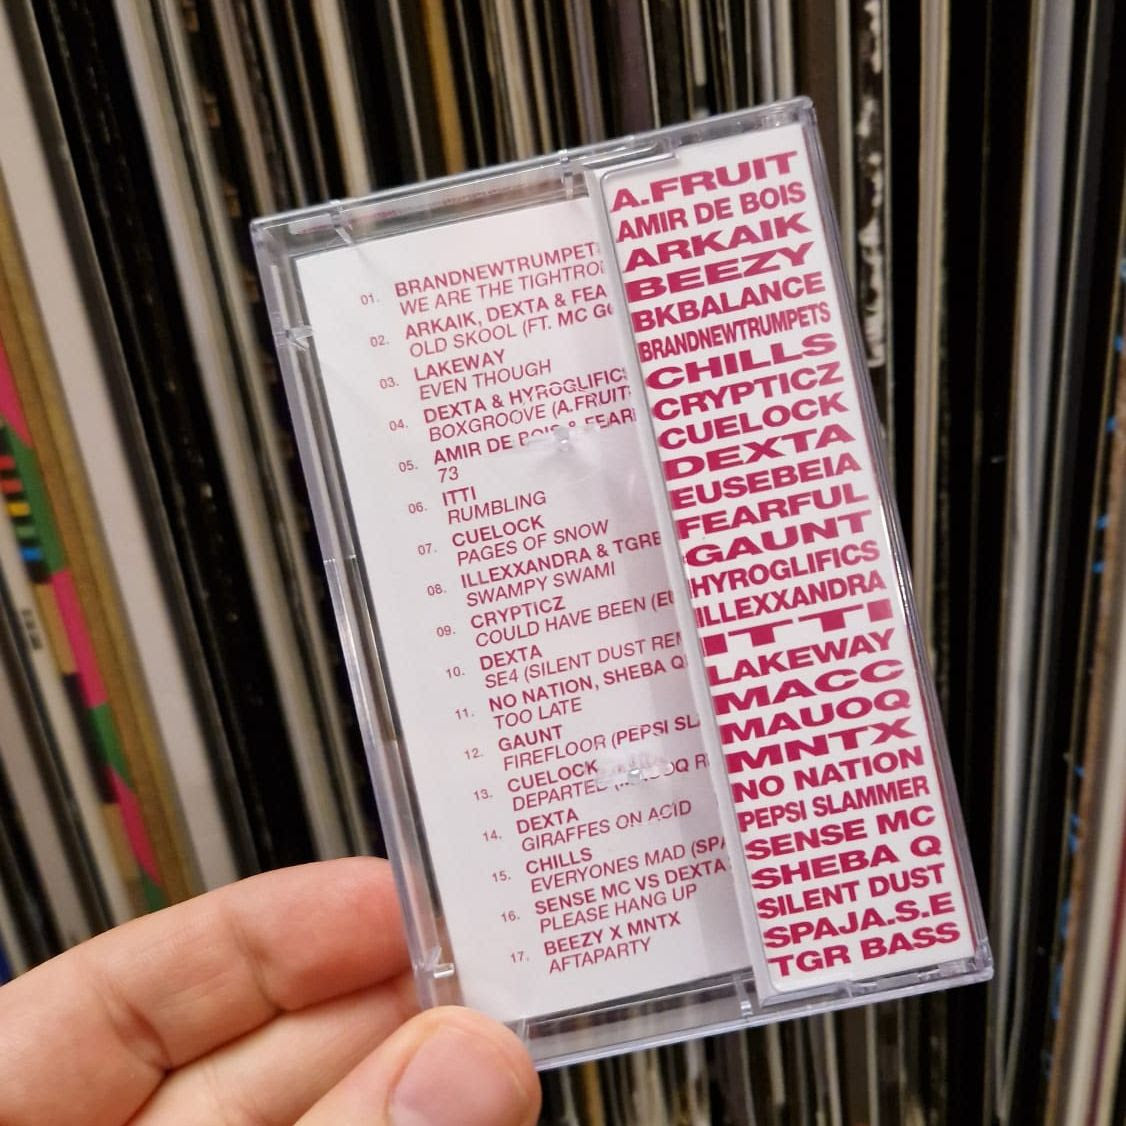 01. BRANDNEWTRUMPETS
WE ARE THE
02. ARKAIK, DEXTA &
OLD SKOOL (FT. MC
03. LAKEWAY
EVEN THOUGH
04. DEXTA & HYROGLIFICS
BOXGROOVE (A.FRUIT
05. AMIR DE BOIS &
73
06. ITTI
RUMBLING
07. CUELOCK
PAGES OF SNOW
08. ILLEXXANDRA &
SWAMPY SWAMI
09. CRYPTICZ
COULD HAVE BEEN
10. DEXTA
SE4 (SILENT DUST
11. NO NATION, SHEBA Q
TOO LATE
12. GAUNT
FIREFLOOR (PEPSI
13. CUELOCK
DEPARTED
14. DEXTA
GIRAFFES ON ACID
15. CHILLS
EVERYONES MAD
16. SENSE MC VS DEXTA
PLEASE HANG UP
17. BEEZY X MNTX
AFTAPARTY
A.FRUIT
AMIR DE BOIS
ARKAIK
BEEZY
BKBALANCE
BRANDNEWTRUMPETS
CHILLS
CRYPTICZ
CUELOCK
DEXTA
EUSEBEIA
FEARFUL
GAUNT
HYROGLIFICS
ILLEXXANDRA
ITTI
LAKEWAY
MACC
MAUOQ
MNTX
NO NATION
PEPSI SLAMMER
SENSE MC
SHEBA Q
SILENT DUST
SPAJA.S.E
TGR BASS